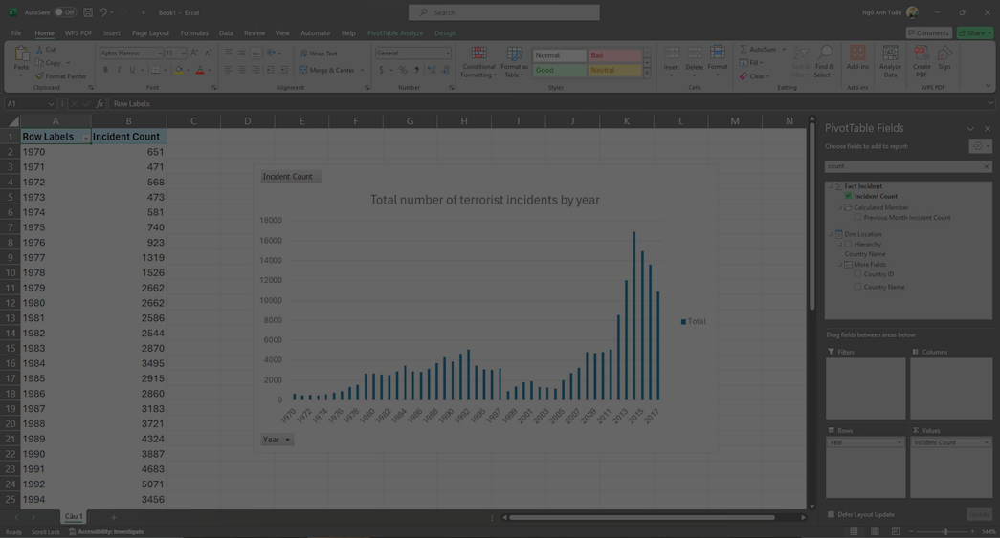 AutoSave Off Book1 - Excel Search Ngô Anh Tuấn
File Home WPS PDF Insert Page Layout Formulas Data Review View Automate Help PivotTable Analyze Design Comments Share
Paste Cut Copy Format Painter Clipboard
Aptos Narrow 11 B I U Font
Wrap Text Merge & Center Alignment
General $ % Number
Conditional Formatting Format as Table Normal Bad Good Neutral Styles
Insert Delete Format Cells
AutoSum Fill Clear Sort & Filter Find & Select Editing
Add-ins Add-ins Analyze Data Create PDF Sign WPS PDF
A1 fx Row Labels
A B C D E F G H I J K L M N
1 Row Labels Incident Count
2 1970 651
3 1971 471
4 1972 568
5 1973 473
6 1974 581
7 1975 740
8 1976 923
9 1977 1319
10 1978 1526
11 1979 2662
12 1980 2662
13 1981 2586
14 1982 2544
15 1983 2870
16 1984 3495
17 1985 2915
18 1986 2860
19 1987 3183
20 1988 3721
21 1989 4324
22 1990 3887
23 1991 4683
24 1992 5071
25 1994 3456
Incident Count
Total number of terrorist incidents by year
18000
16000
14000
12000
10000
8000
6000
4000
2000
0
1970 1972 1974 1976 1978 1980 1982 1984 1986 1988 1990 1992 1995 1997 1999 2001 2003 2005 2007 2009 2011 2013 2015 2017
Total
Year
PivotTable Fields
Choose fields to add to report:
count
Fact Incident
Incident Count
Calculated Member
Previous Month Incident Count
Dim Location
Hierarchy
Country Name
More Fields
Country ID
Country Name
Drag fields between areas below:
Filters Columns
Rows Values
Year Incident Count
Defer Layout Update Update
Câu 1
Ready Scroll Lock Accessibility: Investigate 144%